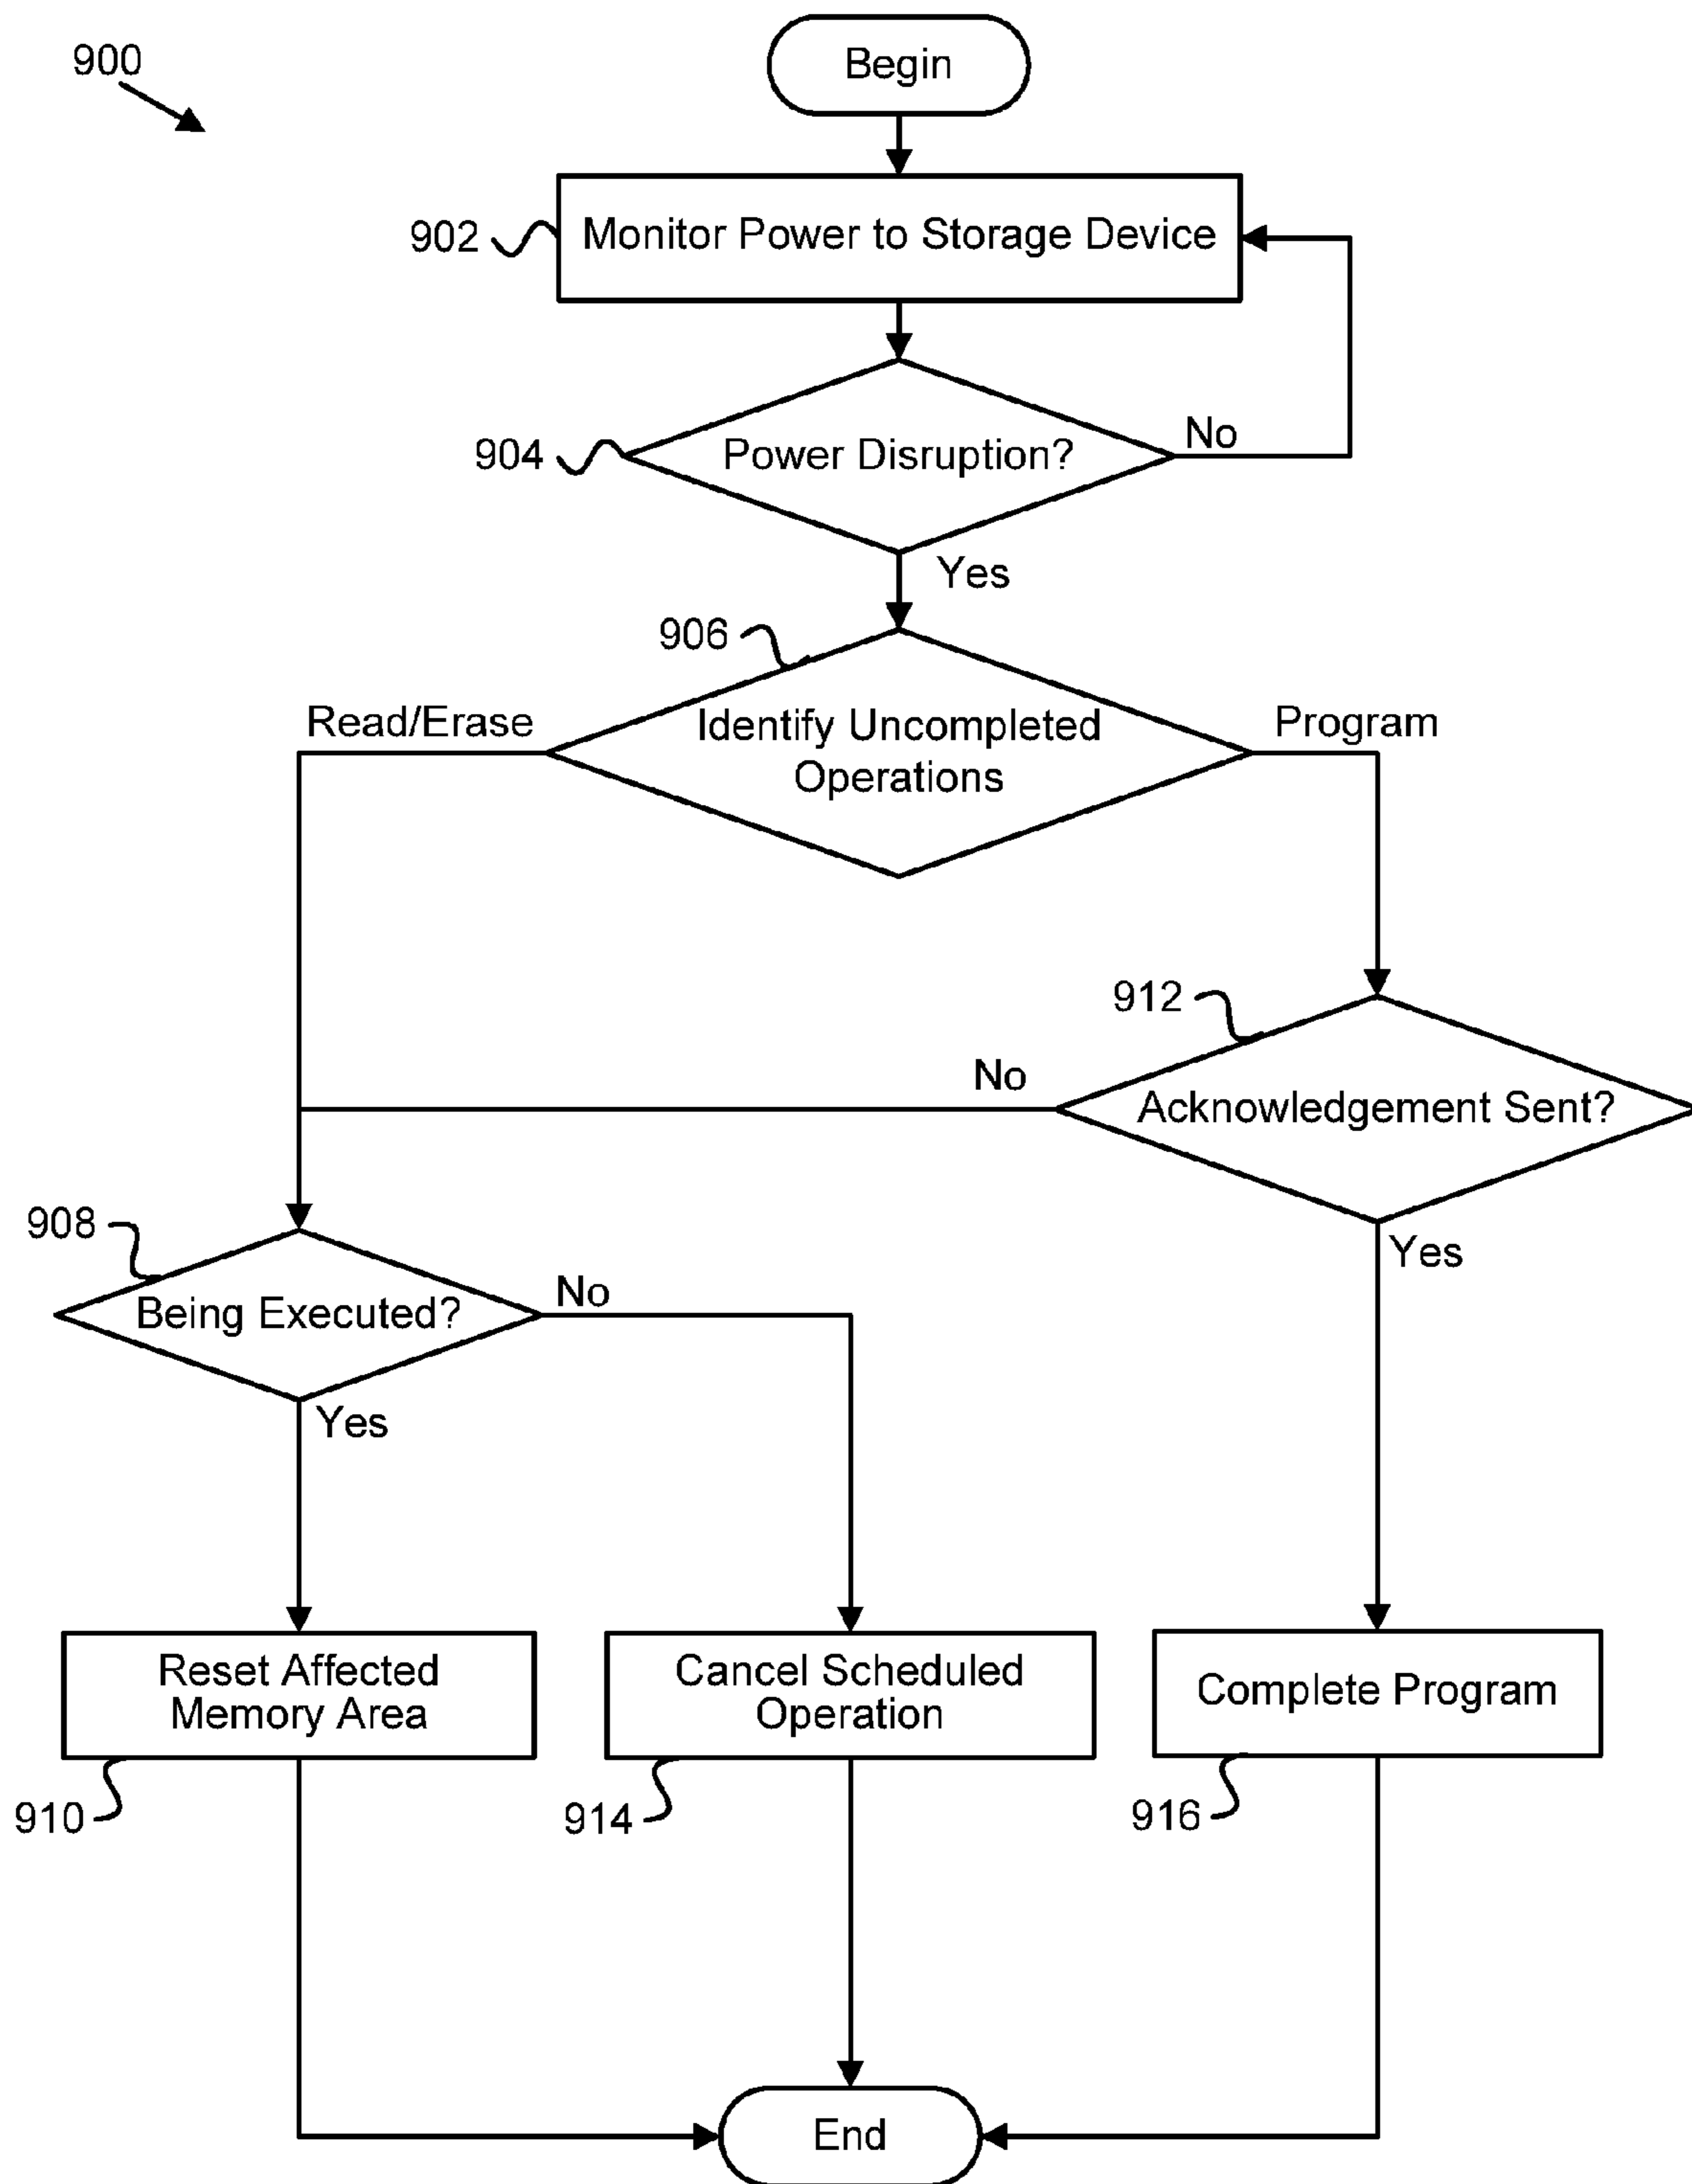 900
Begin
902
Monitor Power to Storage Device
904
Power Disruption?
No
Yes
906
Read/Erase
Identify Uncompleted
Operations
Program
912
No
Acknowledgement Sent?
908
Yes
Being Executed?
No
Yes
Reset Affected
Memory Area
Cancel Scheduled
Operation
Complete Program
910
914
916
End